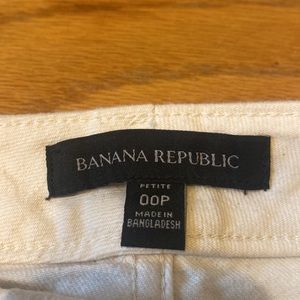 BANANA REPUBLIC
PETITE
00P
MADE IN
BANGLADESH